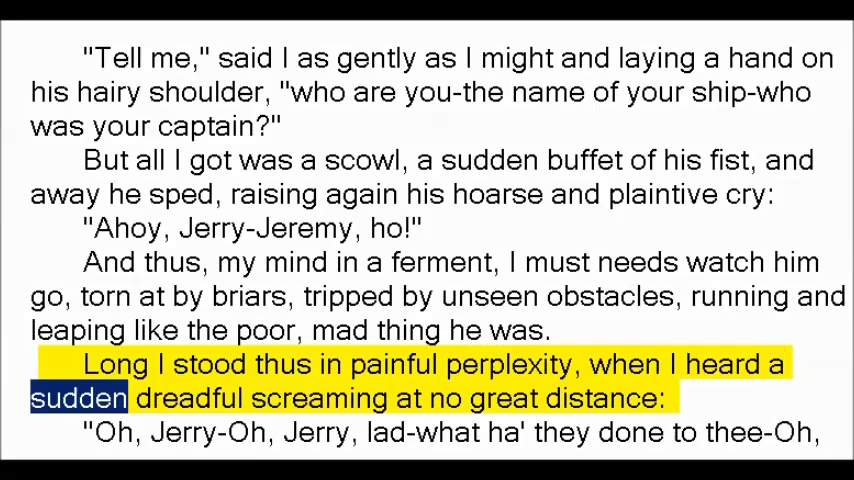 "Tell me," said I as gently as I might and laying a hand on
his hairy shoulder, "who are you-the name of your ship-who
was your captain?"
But all I got was a scowl, a sudden buffet of his fist, and
away he sped, raising again his hoarse and plaintive cry:
"Ahoy, Jerry-Jeremy, ho!"
And thus, my mind in a ferment, I must needs watch him
go, torn at by briars, tripped by unseen obstacles, running and
leaping like the poor, mad thing he was.
Long I stood thus in painful perplexity, when I heard a
sudden dreadful screaming at no great distance:
"Oh, Jerry-Oh, Jerry, lad-what ha' they done to thee-Oh,